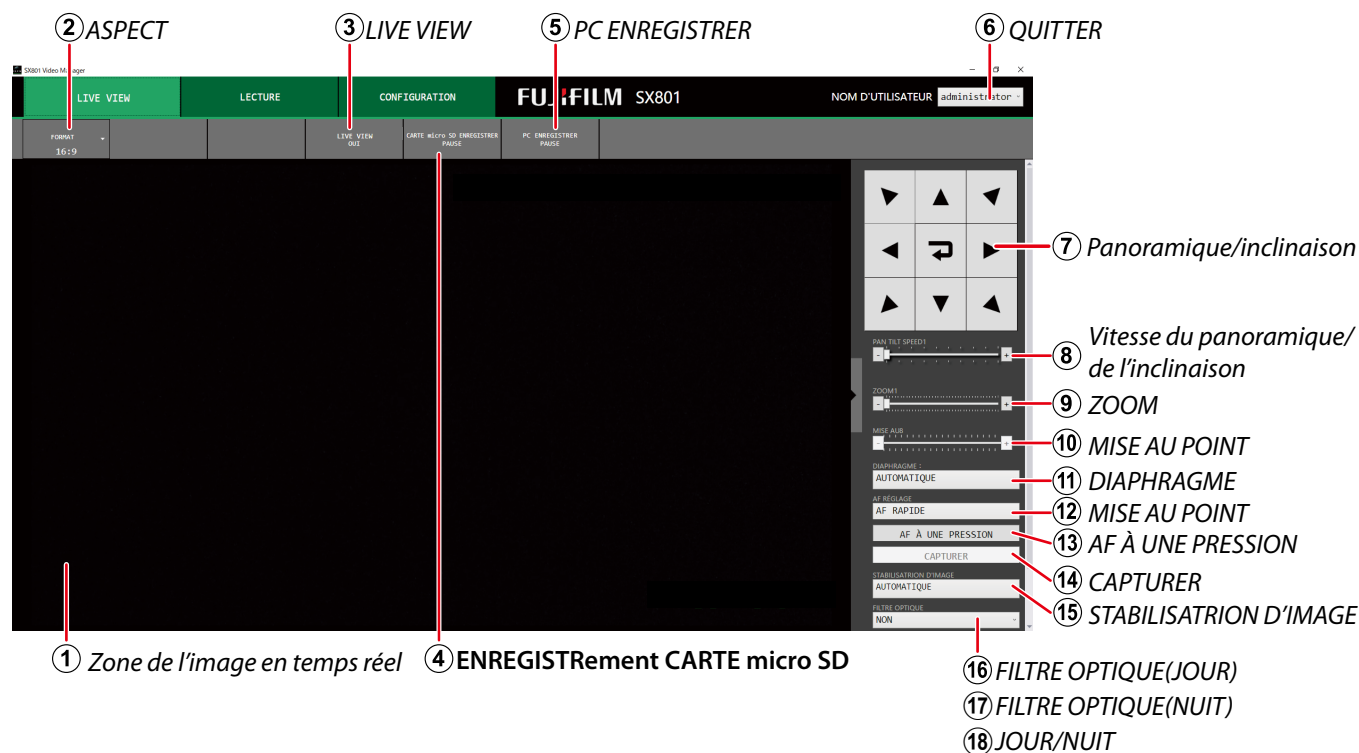 2 ASPECT
3 LIVE VIEW
5 PC ENREGISTRER
6 QUITTER
SX801 Video Manager
LIVE VIEW
LECTURE
CONFIGURATION
FUJIFILM SX801
NOM D'UTILISATEUR administrator
FORMAT
16:9
LIVE VIEW
OUI
CARTE micro SD ENREGISTRER
PAUSE
PC ENREGISTRER
PAUSE
7 Panoramique/inclinaison
PAN TILT SPEED1
- +
8 Vitesse du panoramique/
de l'inclinaison
ZOOM1
- +
9 ZOOM
MISE AU8
- +
10 MISE AU POINT
DIAPHRAGME :
AUTOMATIQUE
11 DIAPHRAGME
AF RÉGLAGE
AF RAPIDE
12 MISE AU POINT
AF À UNE PRESSION
13 AF À UNE PRESSION
CAPTURER
14 CAPTURER
STABILISATRION D'IMAGE
AUTOMATIQUE
15 STABILISATRION D'IMAGE
FILTRE OPTIQUE
NON
1 Zone de l'image en temps réel
4 ENREGISTRement CARTE micro SD
16 FILTRE OPTIQUE(JOUR)
17 FILTRE OPTIQUE(NUIT)
18 JOUR/NUIT